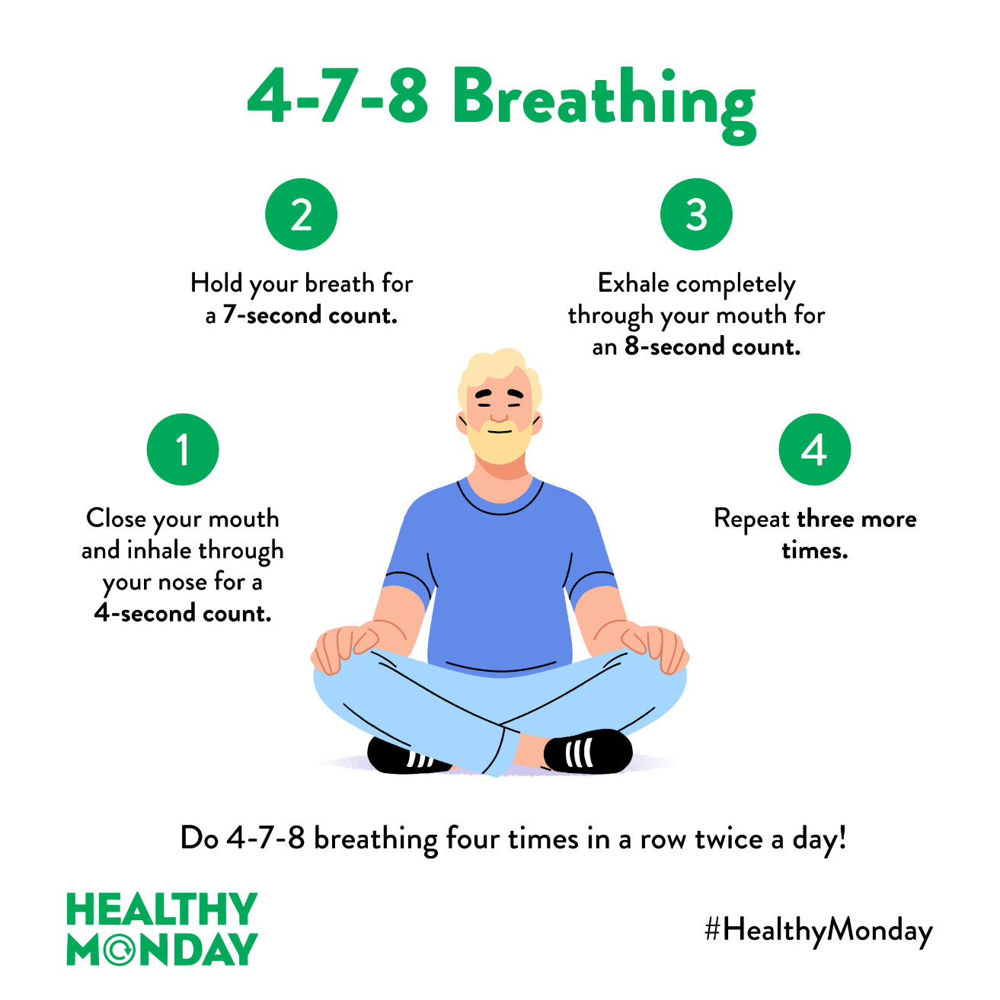 4-7-8 Breathing
1
Close your mouth
and inhale through
your nose for a
4-second count.
2
Hold your breath for
a 7-second count.
3
Exhale completely
through your mouth for
an 8-second count.
4
Repeat three more
times.
Do 4-7-8 breathing four times in a row twice a day!
HEALTHY
MONDAY
#HealthyMonday